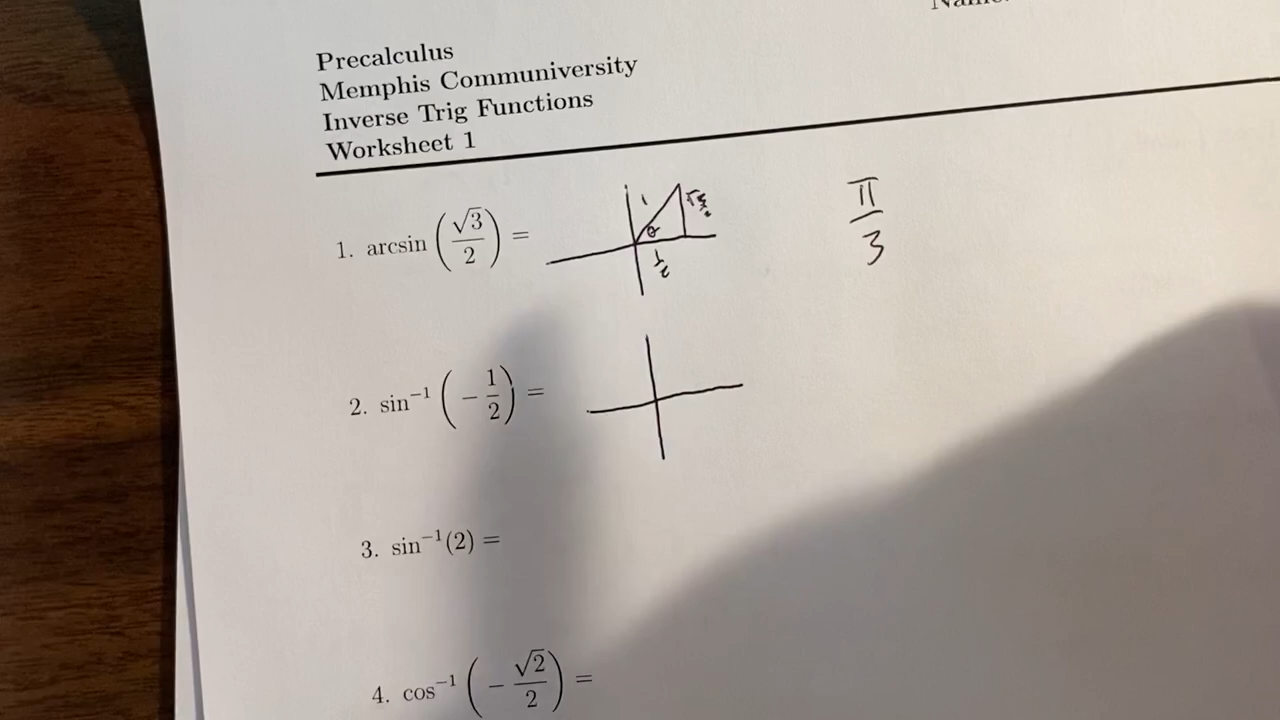 Precalculus
Memphis Communiversity
Inverse Trig Functions
Worksheet 1
1. arcsin (√3/2) =
1
√3/2
θ
1/2
π/3
2. sin⁻¹ (−1/2) =
3. sin⁻¹(2) =
4. cos⁻¹ (−√2/2) =